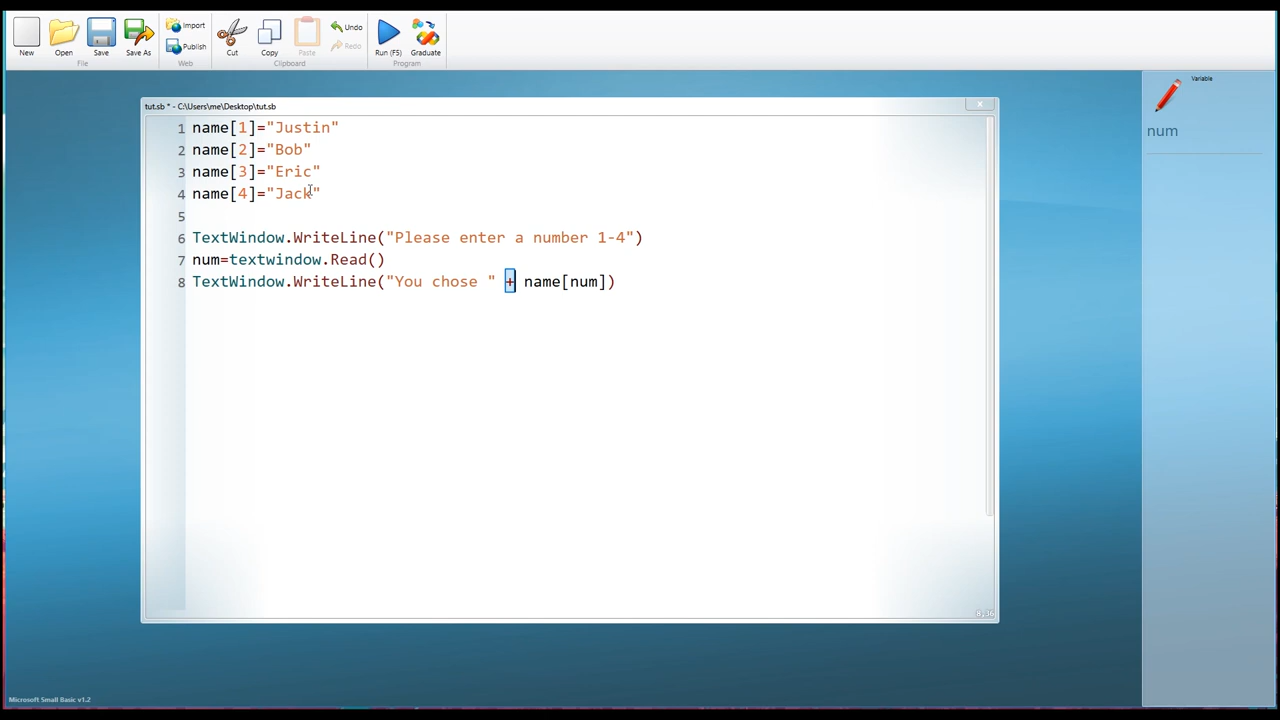 New
Open
Save
Save As
File
Import
Publish
Web
Cut
Copy
Paste
Undo
Redo
Clipboard
Run (F5)
Graduate
Program
Variable
num
tut.sb * - C:\Users\me\Desktop\tut.sb
x
1 name[1]="Justin"
2 name[2]="Bob"
3 name[3]="Eric"
4 name[4]="Jack"
5
6 TextWindow.WriteLine("Please enter a number 1-4")
7 num=textwindow.Read()
8 TextWindow.WriteLine("You chose " + name[num])
8,36
Microsoft Small Basic v1.2